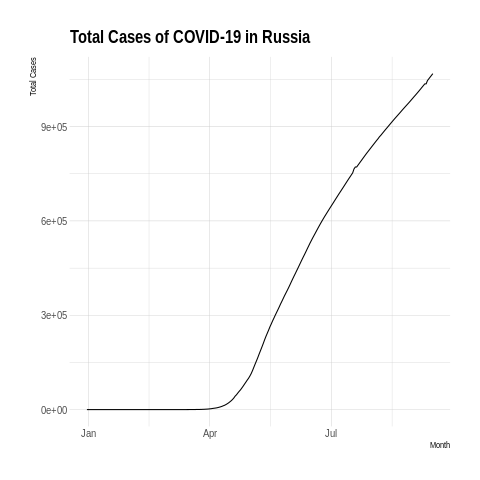 Total Cases of COVID-19 in Russia
Total Cases
9e+05
6e+05
3e+05
0e+00
Jan Apr Jul
Month